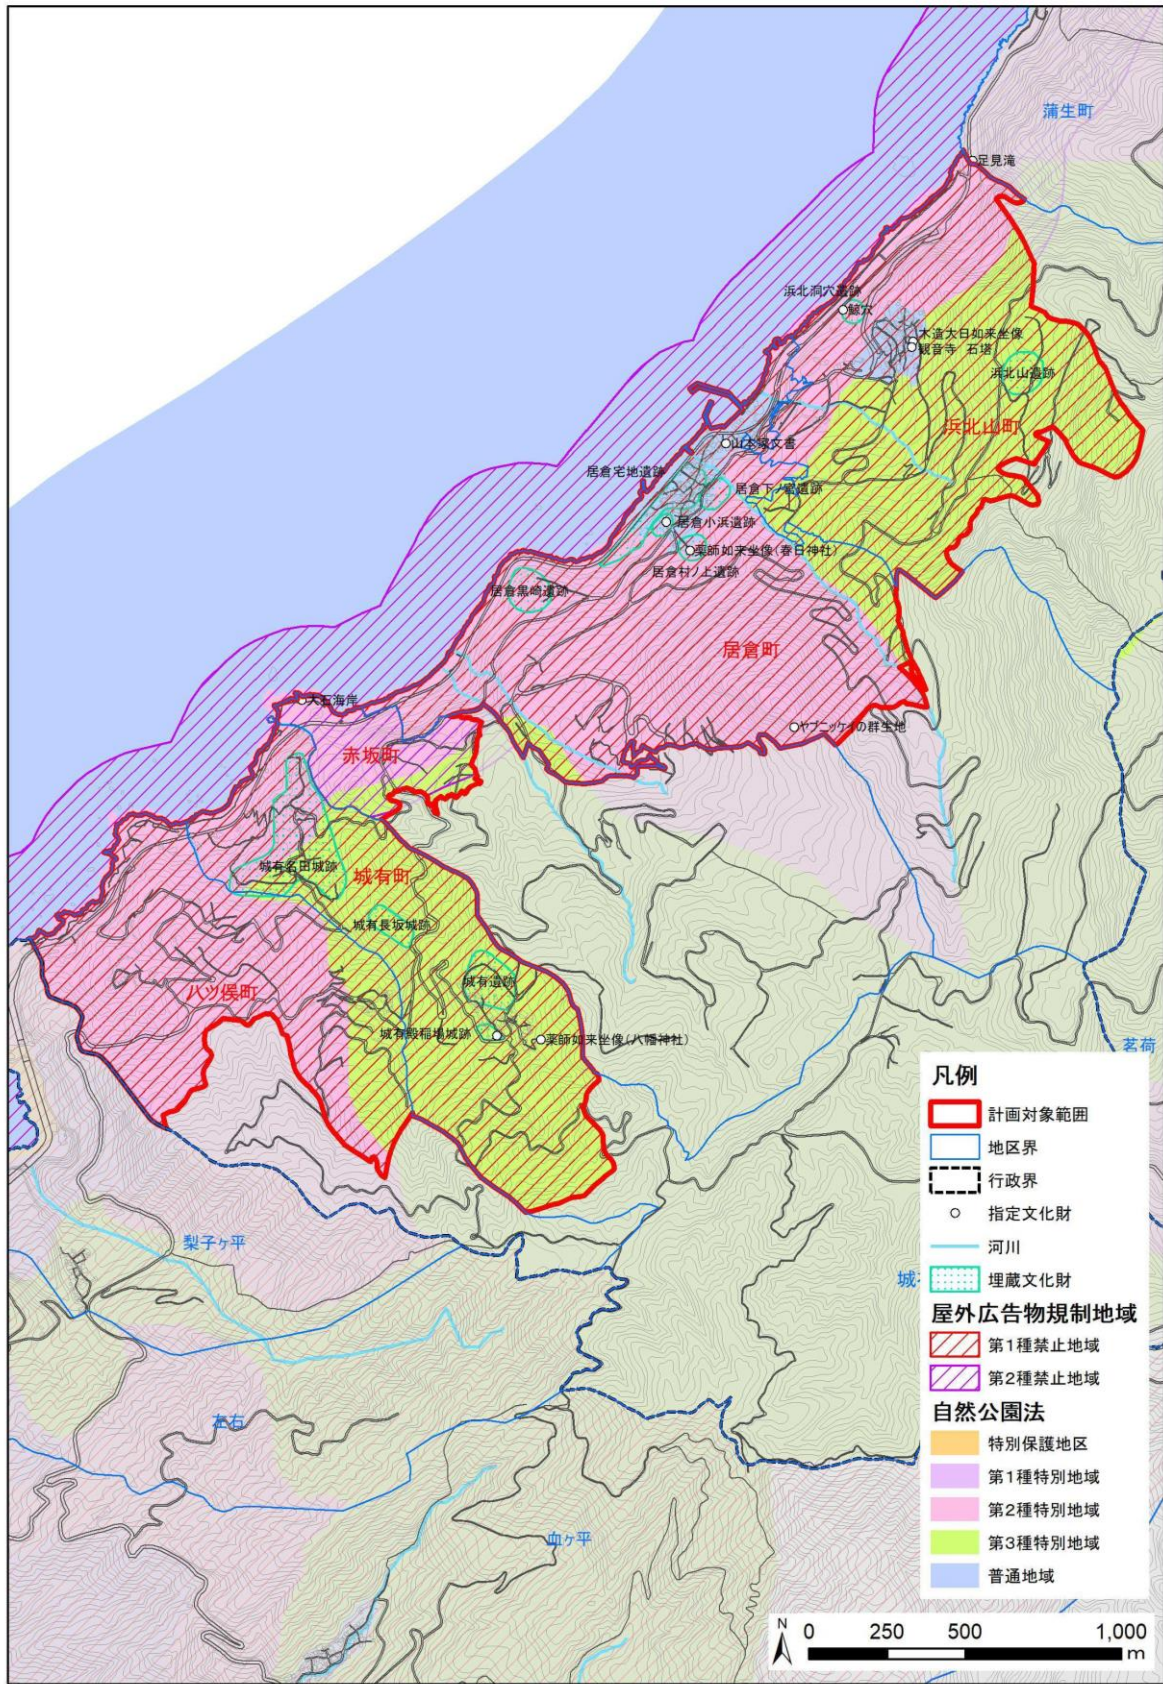 蒲生町
足見滝
浜北洞穴遺跡
鯨穴
木造大日如来坐像
観音寺 石塔
浜北山遺跡
浜北山町
山本家文書
居倉宅地遺跡
居倉下ノ宮遺跡
居倉小浜遺跡
薬師如来坐像(春日神社)
居倉村ノ上遺跡
居倉黒崎遺跡
居倉町
大石海岸
ヤブニッケイの群生地
赤坂町
城有名田城跡
城有町
城有長坂城跡
八ツ俣町
城有遺跡
城有殿稲場城跡
薬師如来坐像(八幡神社)
茗荷
梨子ヶ平
左右
血ヶ平
凡例
計画対象範囲
地区界
行政界
指定文化財
河川
埋蔵文化財
屋外広告物規制地域
第1種禁止地域
第2種禁止地域
自然公園法
特別保護地区
第1種特別地域
第2種特別地域
第3種特別地域
普通地域
N 0 250 500 1,000
m